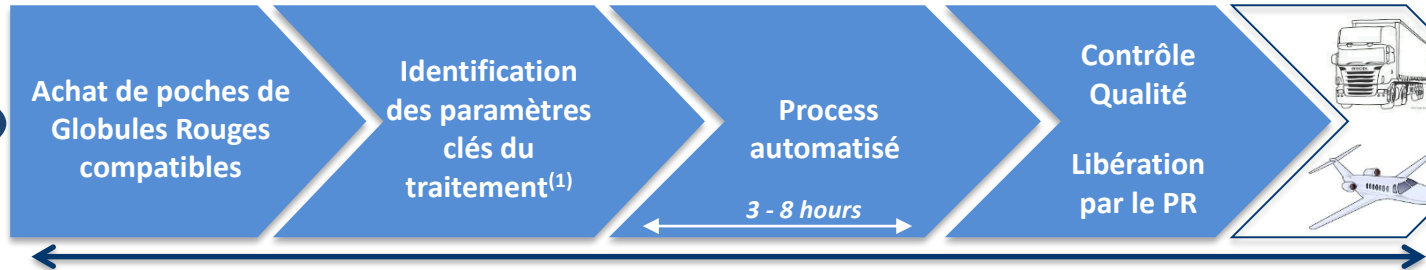 Achat de poches de
Globules Rouges
compatibles
Identification
des paramètres
clés du
traitement(1)
Process
automatisé
3 - 8 hours
Contrôle
Qualité
Libération
par le PR